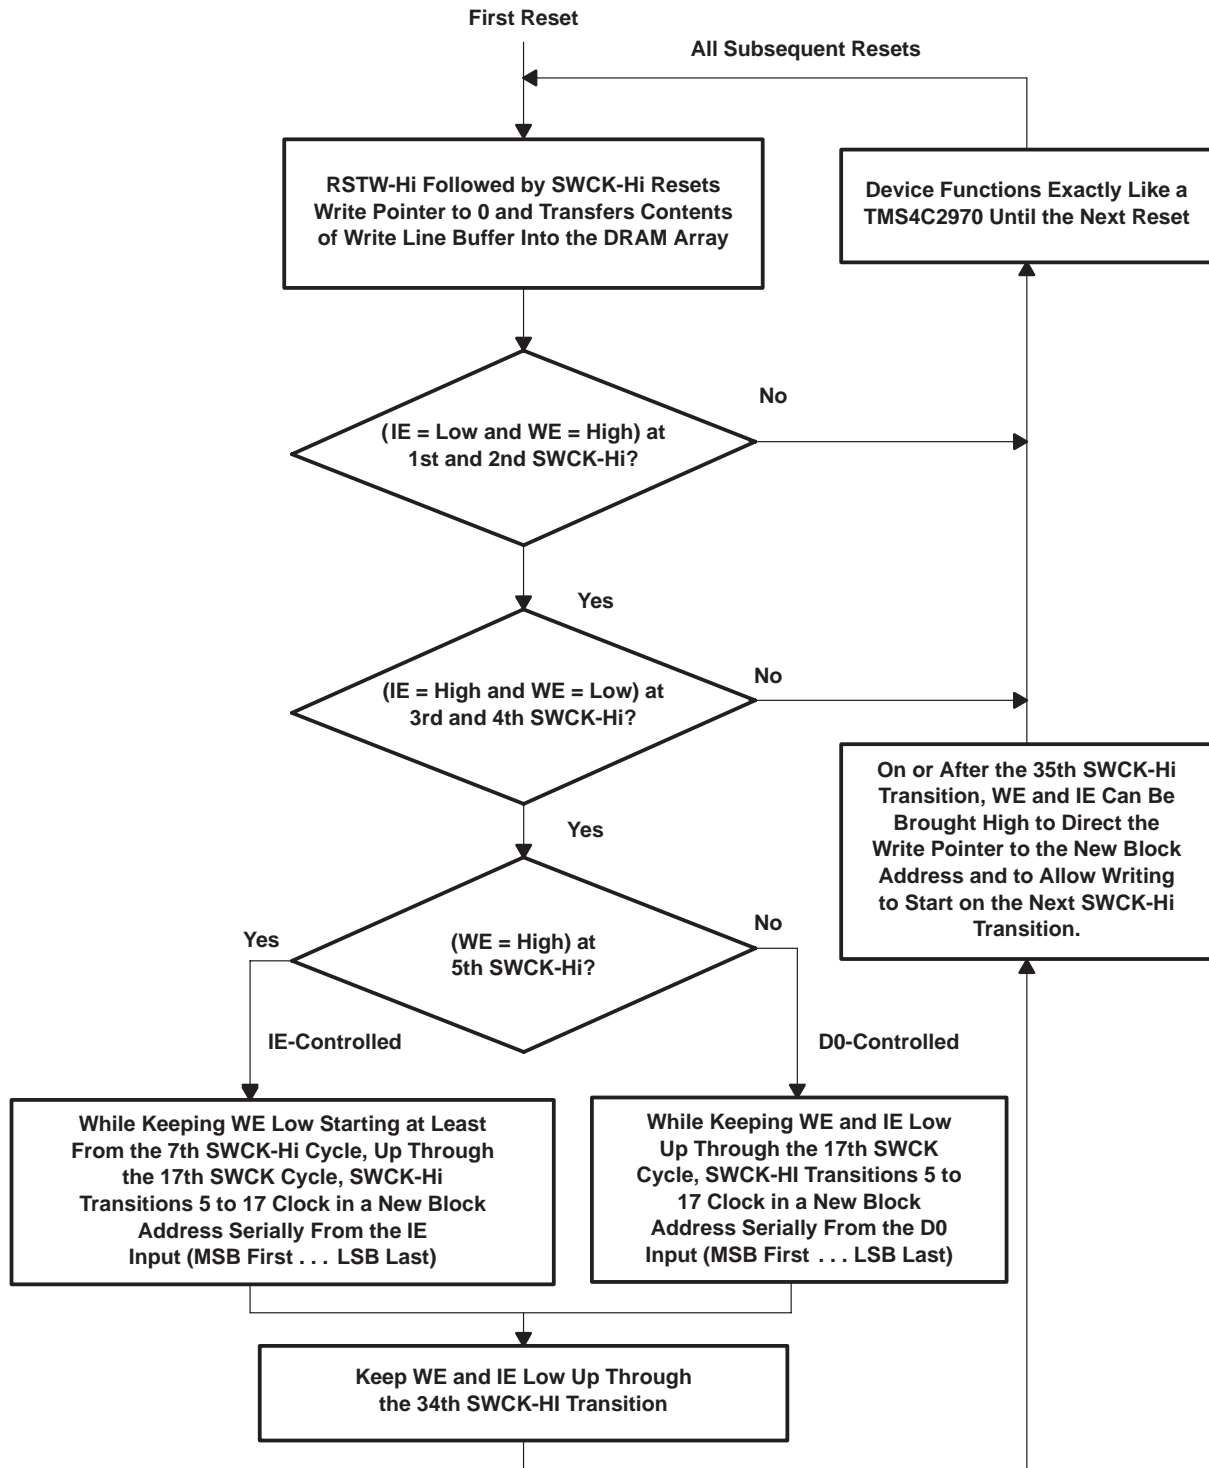 First Reset
All Subsequent Resets
RSTW-Hi Followed by SWCK-Hi Resets
Write Pointer to 0 and Transfers Contents
of Write Line Buffer Into the DRAM Array
Device Functions Exactly Like a
TMS4C2970 Until the Next Reset
No
(IE = Low and WE = High) at
1st and 2nd SWCK-Hi?
Yes
No
(IE = High and WE = Low) at
3rd and 4th SWCK-Hi?
Yes
On or After the 35th SWCK-Hi
Transition, WE and IE Can Be
Brought High to Direct the
Write Pointer to the New Block
Address and to Allow Writing
to Start on the Next SWCK-Hi
Transition.
Yes
No
(WE = High) at
5th SWCK-Hi?
IE-Controlled
D0-Controlled
While Keeping WE Low Starting at Least
From the 7th SWCK-Hi Cycle, Up Through
the 17th SWCK Cycle, SWCK-Hi
Transitions 5 to 17 Clock in a New Block
Address Serially From the IE
Input (MSB First . . . LSB Last)
While Keeping WE and IE Low
Up Through the 17th SWCK
Cycle, SWCK-HI Transitions 5 to
17 Clock in a New Block
Address Serially From the D0
Input (MSB First . . . LSB Last)
Keep WE and IE Low Up Through
the 34th SWCK-HI Transition